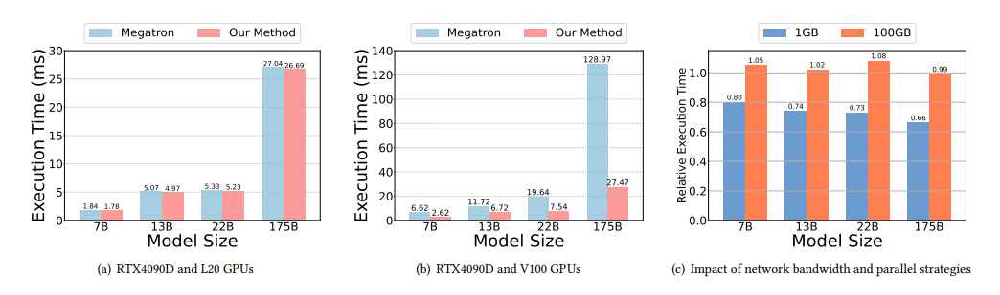 Megatron Our Method
Execution Time (ms)
30
25
20
15
10
5
0
1.84 1.78
5.07 4.97
5.33 5.23
27.04 26.69
7B 13B 22B 175B
Model Size
(a) RTX4090D and L20 GPUs
Megatron Our Method
Execution Time (ms)
140
120
100
80
60
40
20
0
6.62 2.62
11.72 6.72
19.64 7.54
128.97 27.47
7B 13B 22B 175B
Model Size
(b) RTX4090D and V100 GPUs
1GB 100GB
Relative Execution Time
1.0
0.8
0.6
0.4
0.2
0.0
0.80 1.05
0.74 1.02
0.73 1.08
0.66 0.99
7B 13B 22B 175B
Model Size
(c) Impact of network bandwidth and parallel strategies